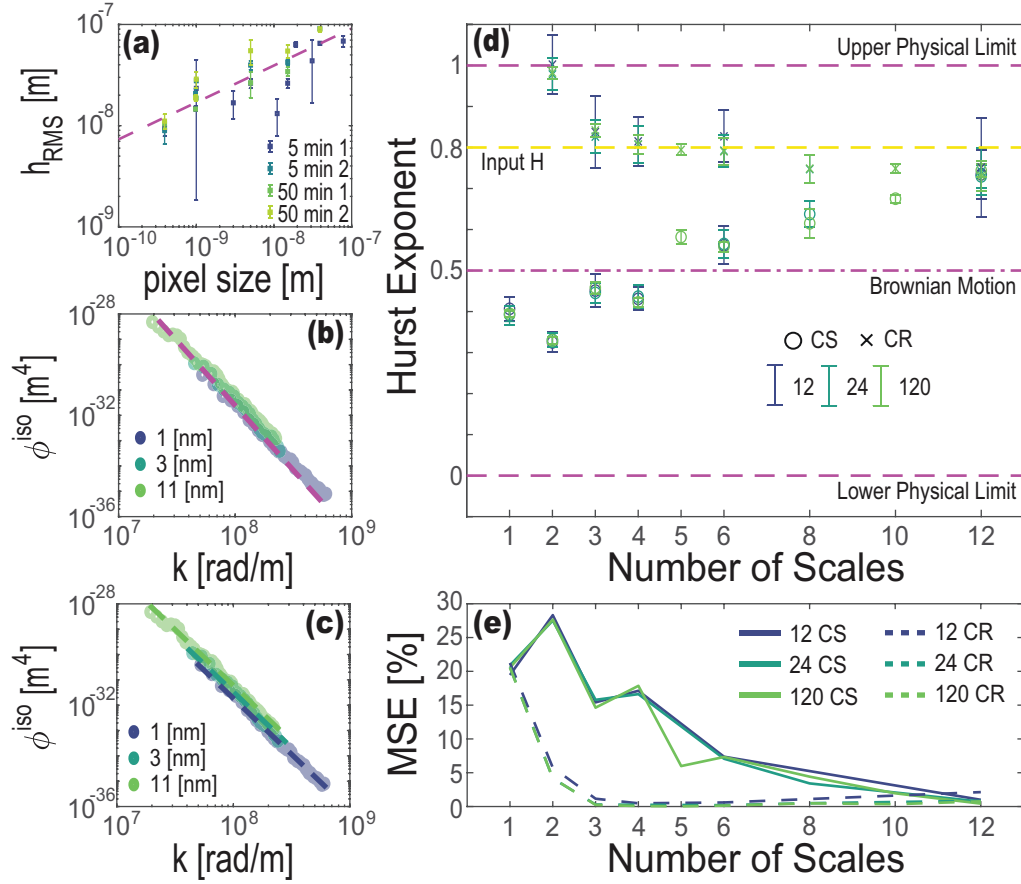 (a)
10^-7
10^-8
10^-9
h_RMS [m]
5 min 1
5 min 2
50 min 1
50 min 2
10^-10 10^-9 10^-8 10^-7
pixel size [m]
(b)
10^-28
10^-32
10^-36
ϕ^iso [m^4]
1 [nm]
3 [nm]
11 [nm]
10^7 10^8 10^9
k [rad/m]
(c)
10^-28
10^-32
10^-36
ϕ^iso [m^4]
1 [nm]
3 [nm]
11 [nm]
10^7 10^8 10^9
k [rad/m]
(d)
Upper Physical Limit
1
0.8
Input H
0.5
Brownian Motion
0
Lower Physical Limit
Hurst Exponent
CS CR
12 24 120
1 2 3 4 5 6 8 10 12
Number of Scales
(e)
30
25
20
15
10
5
0
MSE [%]
12 CS 12 CR
24 CS 24 CR
120 CS 120 CR
1 2 3 4 5 6 8 10 12
Number of Scales